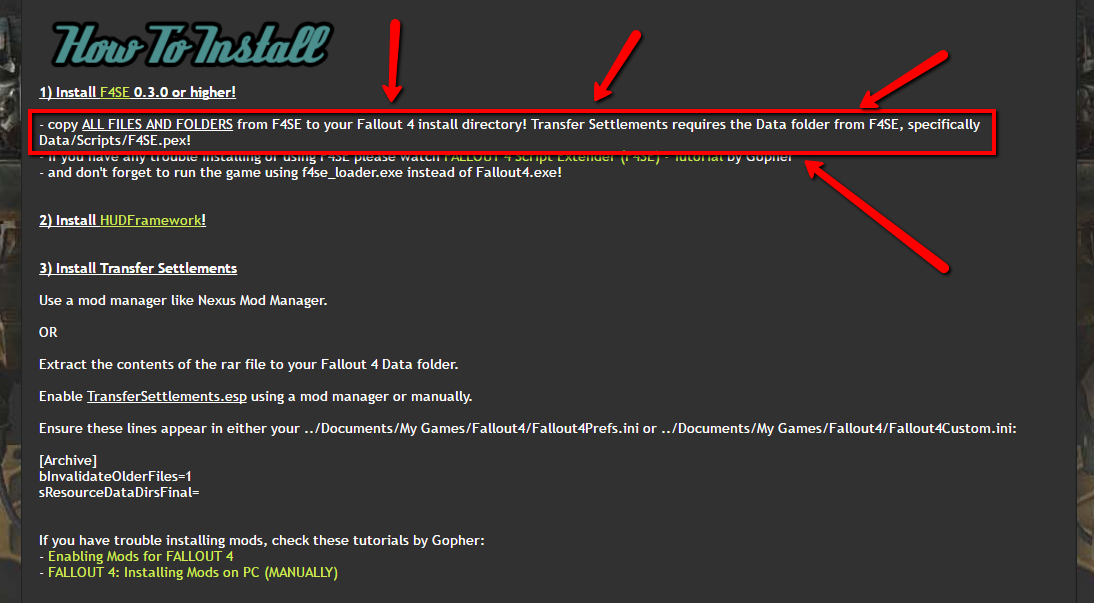 How To Install
1) Install F4SE 0.3.0 or higher!
- copy ALL FILES AND FOLDERS from F4SE to your Fallout 4 install directory! Transfer Settlements requires the Data folder from F4SE, specifically
Data/Scripts/F4SE.pex!
- if you have any trouble installing or using F4SE please watch FALLOUT 4 Script Extender (F4SE) - Tutorial by Gopher
- and don't forget to run the game using f4se_loader.exe instead of Fallout4.exe!
2) Install HUDFramework!
3) Install Transfer Settlements
Use a mod manager like Nexus Mod Manager.
OR
Extract the contents of the rar file to your Fallout 4 Data folder.
Enable TransferSettlements.esp using a mod manager or manually.
Ensure these lines appear in either your ../Documents/My Games/Fallout4/Fallout4Prefs.ini or ../Documents/My Games/Fallout4/Fallout4Custom.ini:
[Archive]
bInvalidateOlderFiles=1
sResourceDataDirsFinal=
If you have trouble installing mods, check these tutorials by Gopher:
- Enabling Mods for FALLOUT 4
- FALLOUT 4: Installing Mods on PC (MANUALLY)